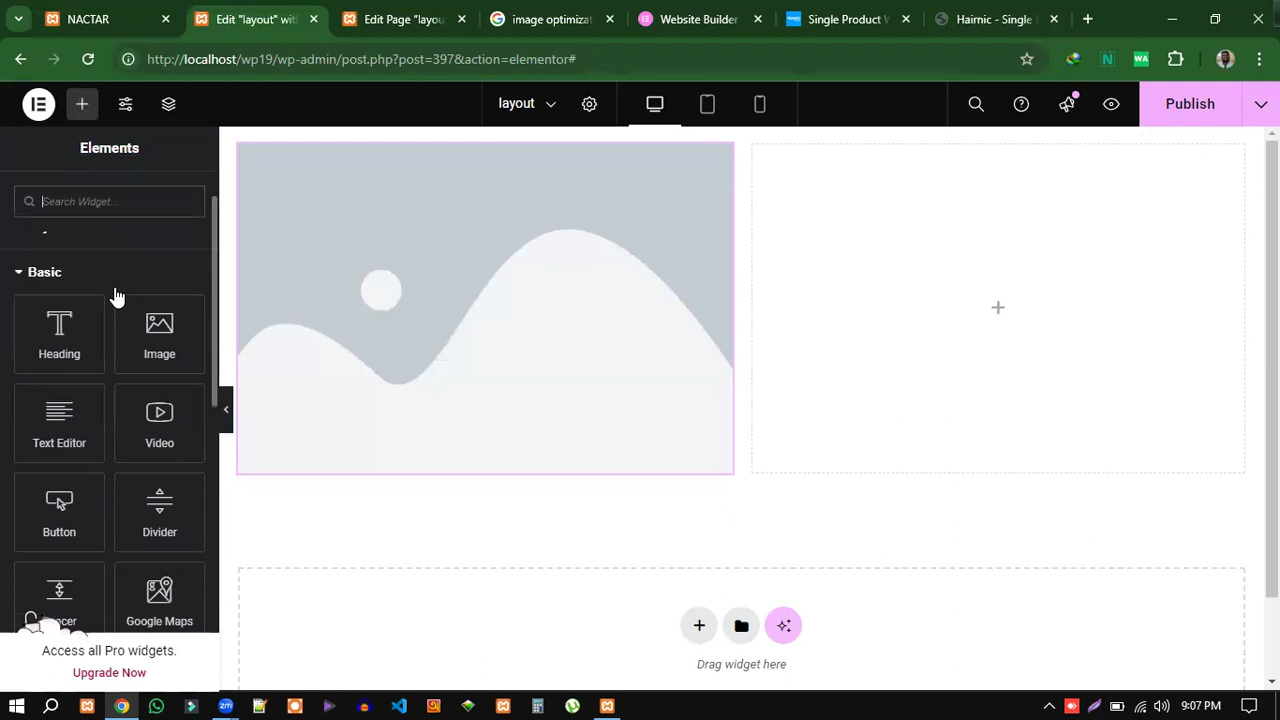 NACTAR
Edit "layout" wit
Edit Page "layou
image optimizat
Website Builder
Single Product V
Hairnic - Single
http://localhost/wp19/wp-admin/post.php?post=397&action=elementor#
layout
Publish
Elements
Search Widget...
Basic
Heading
Image
Text Editor
Video
Button
Divider
Google Maps
Access all Pro widgets.
Upgrade Now
Drag widget here
9:07 PM